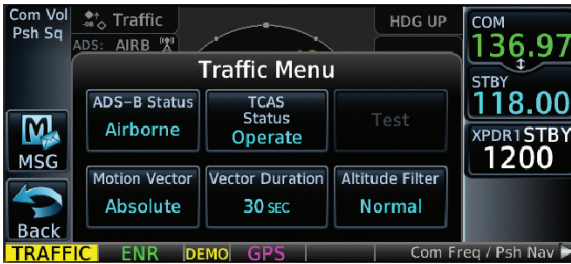 Com Vol
Psh Sq
Traffic
HDG UP
ADS: AIRB
COM
136.97
STBY
118.00
XPDR1 STBY
1200
MSG
Back
Traffic Menu
ADS-B Status
Airborne
TCAS
Status
Operate
Test
Motion Vector
Absolute
Vector Duration
30 SEC
Altitude Filter
Normal
TRAFFIC ENR DEMO GPS Com Freq / Psh Nav